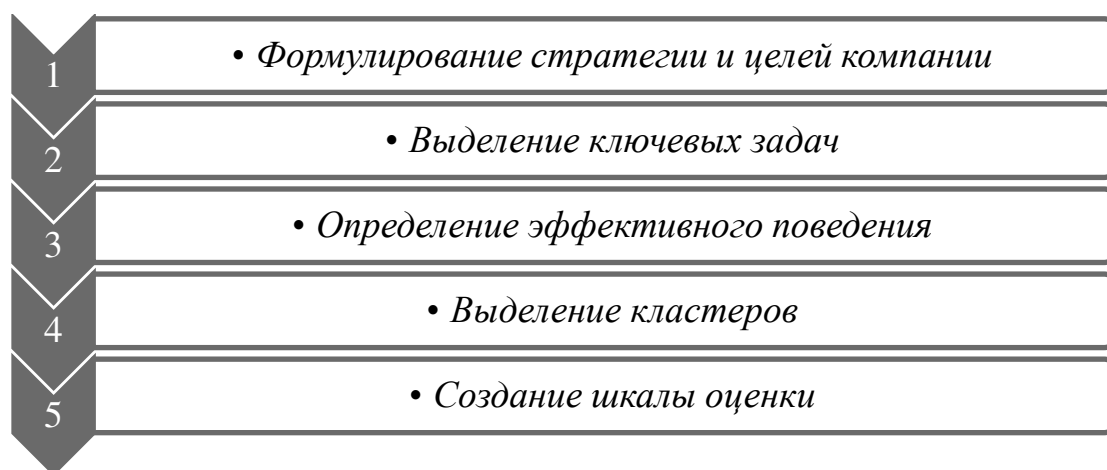 1
• Формулирование стратегии и целей компании
2
• Выделение ключевых задач
3
• Определение эффективного поведения
4
• Выделение кластеров
5
• Создание шкалы оценки